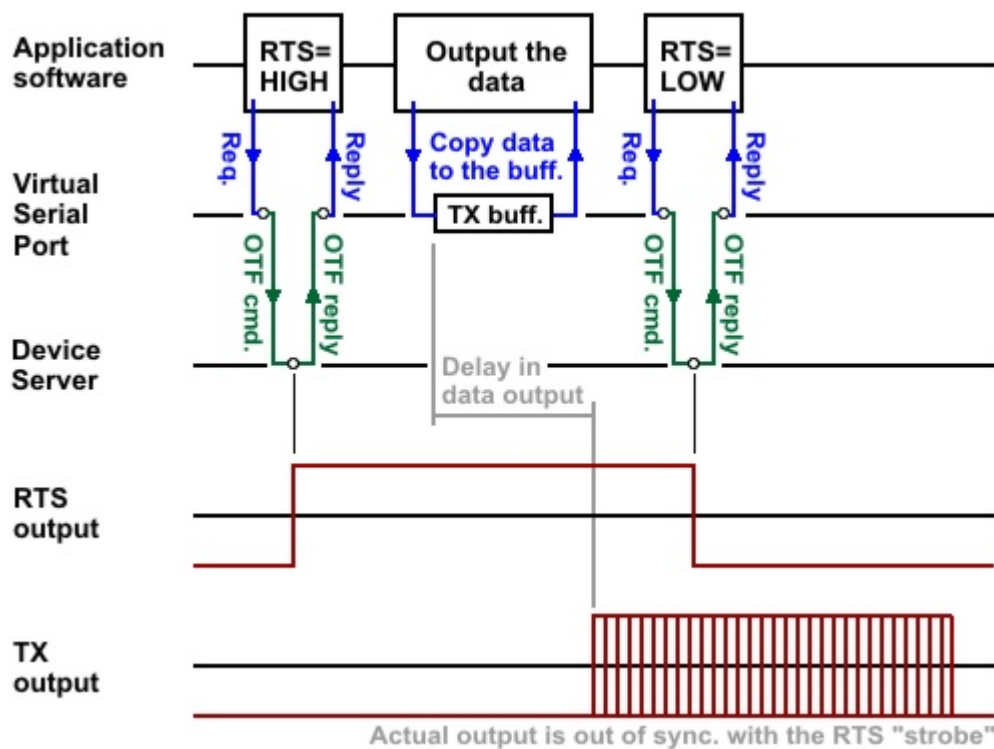 Application
software
RTS=
HIGH
Output the
data
RTS=
LOW
Req.
Reply
Copy data
to the buff.
Req.
Reply
Virtual
Serial
Port
TX buff.
OTF cmd.
OTF reply
OTF cmd.
OTF reply
Device
Server
Delay in
data output
RTS
output
TX
output
Actual output is out of sync. with the RTS "strobe"